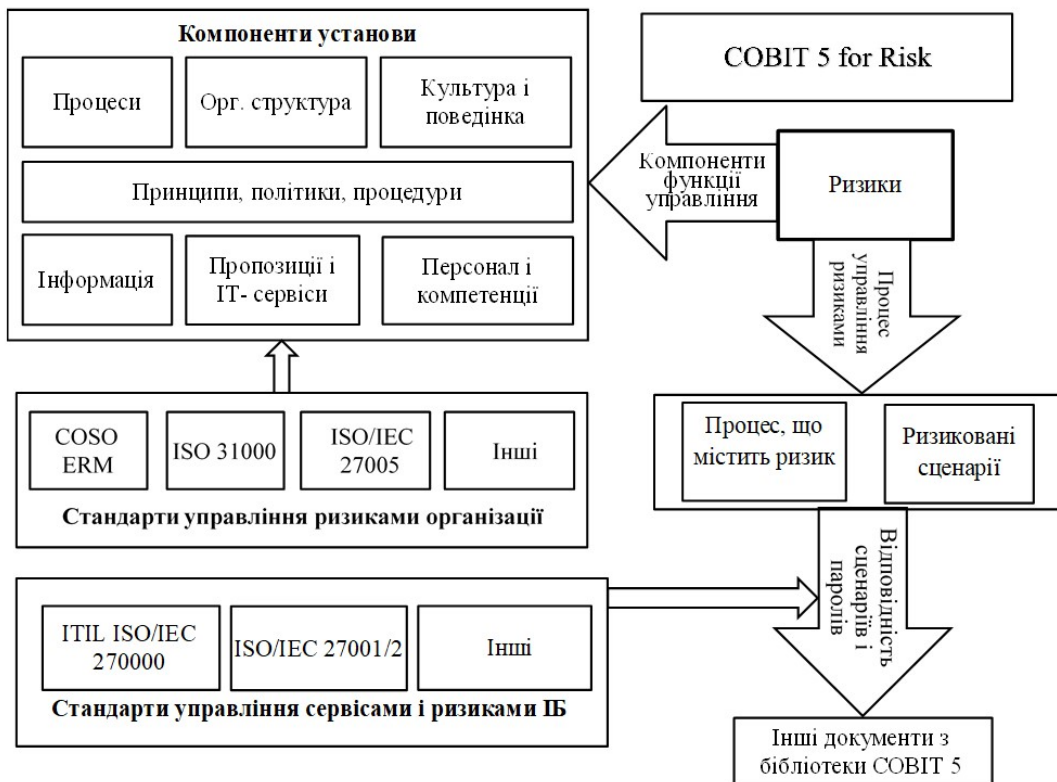 Компоненти установи
Процеси
Орг. структура
Культура і
поведінка
Принципи, політики, процедури
Інформація
Пропозиції і
ІТ- сервіси
Персонал і
компетенції
COBIT 5 for Risk
Компоненти
функції
управління
Ризики
Процес
управління
ризиками
COSO
ERM
ISO 31000
ISO/IEC
27005
Інші
Стандарти управління ризиками організації
Процес, що
містить ризик
Ризиковані
сценарії
ITIL ISO/IEC
270000
ISO/IEC 27001/2
Інші
Стандарти управління сервісами і ризиками ІБ
Відповідність
сценаріїв і
паролів
Інші документи з
бібліотеки COBIT 5